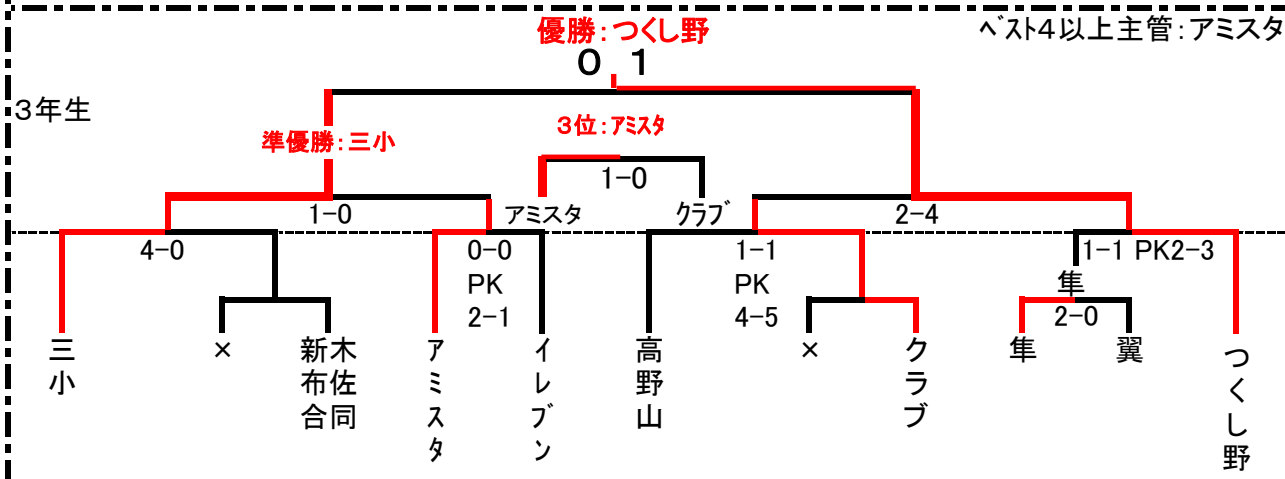 優勝：つくし野
ベスト4以上主管：アミスタ
0 1
3年生
準優勝：三小
3位：アミスタ
1-0
1-0
アミスタ
クラブ
2-4
4-0
0-0
PK
2-1
1-1
PK
4-5
1-1 PK2-3
隼
2-0
三小
×
新木
布佐
合同
アミスタ
イレブン
高野山
×
クラブ
隼
翼
つくし野